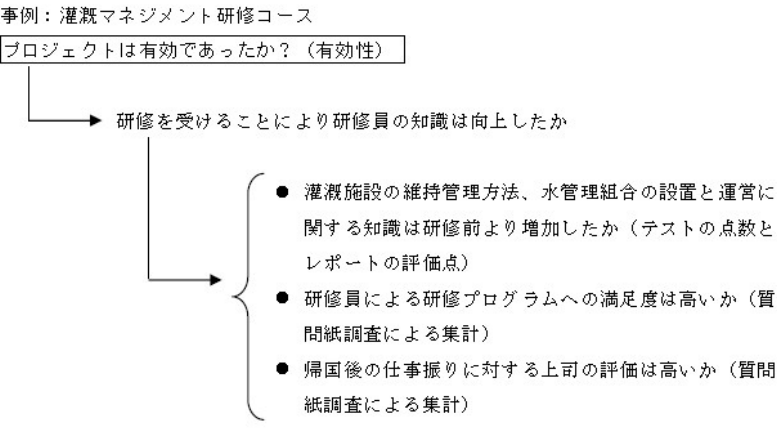 事例：灌漑マネジメント研修コース
プロジェクトは有効であったか？（有効性）
研修を受けることにより研修員の知識は向上したか
● 灌漑施設の維持管理方法、水管理組合の設置と運営に
関する知識は研修前より増加したか（テストの点数と
レポートの評価点）
● 研修員による研修プログラムへの満足度は高いか（質
問紙調査による集計）
● 帰国後の仕事振りに対する上司の評価は高いか（質問
紙調査による集計）